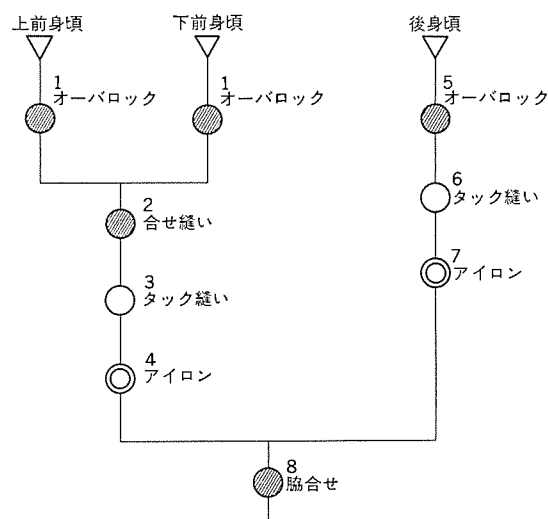 上前身頃
下前身頃
後身頃
1
オーバロック
1
オーバロック
5
オーバロック
6
タック縫い
2
合せ縫い
7
アイロン
3
タック縫い
4
アイロン
8
脇合せ